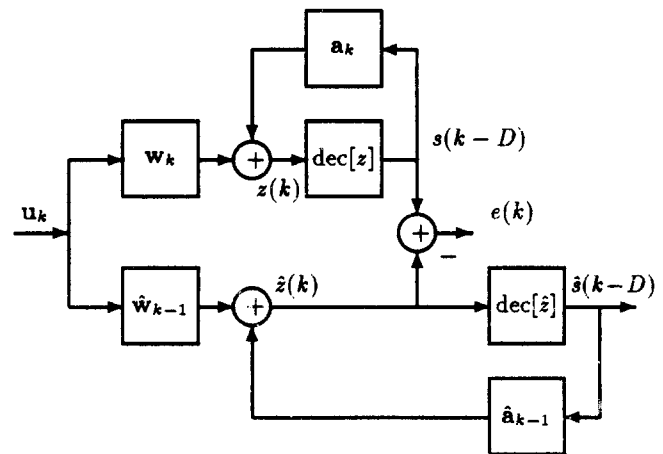 a_k
s(k − D)
w_k
+
dec[z]
z(k)
u_k
+
e(k)
−
ŵ_{k−1}
+
ẑ(k)
dec[ẑ]
ŝ(k−D)
â_{k−1}